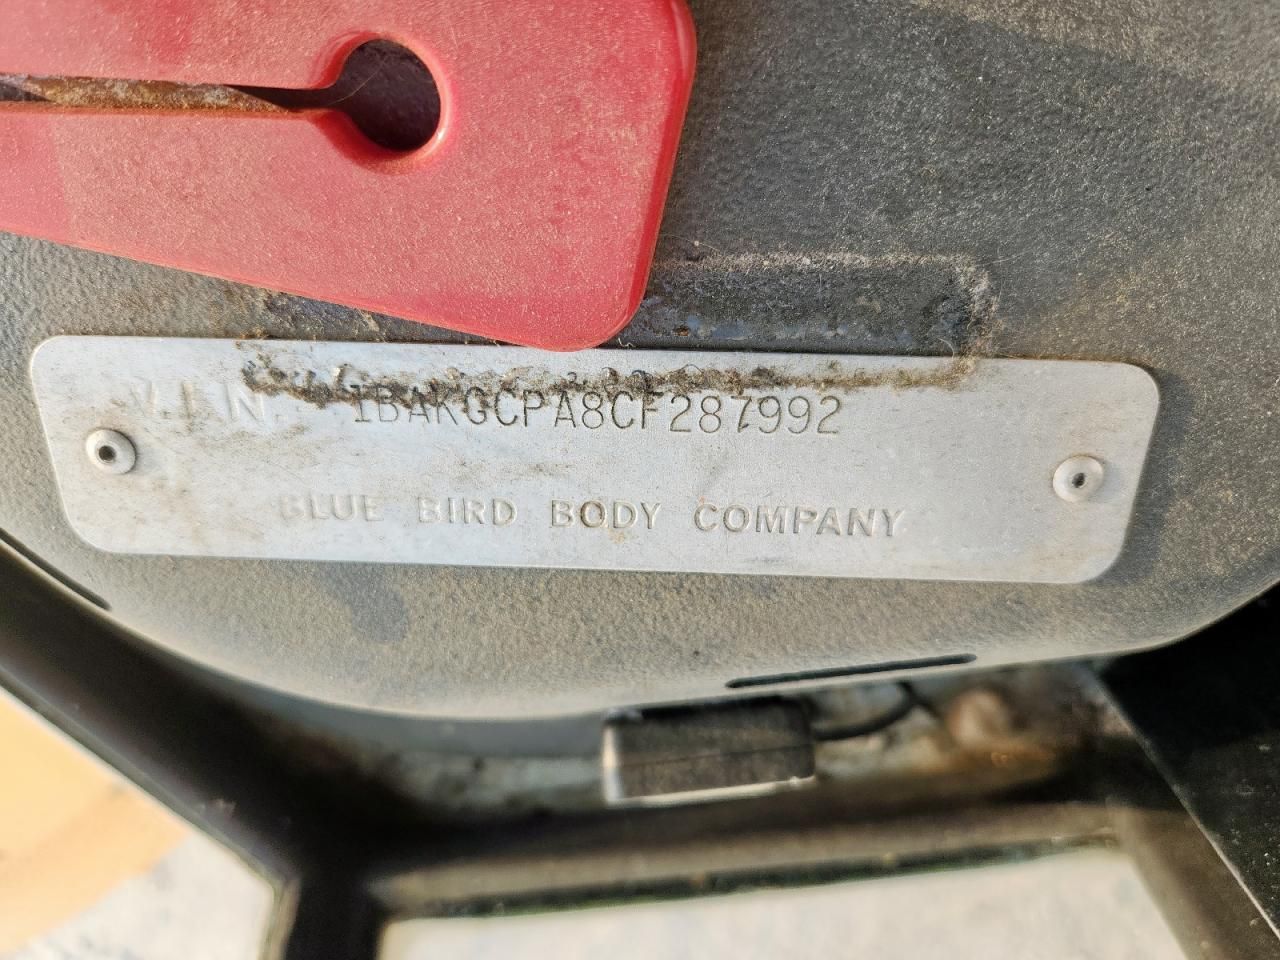 V.I.N. 1BAKGCPA8CF287992
BLUE BIRD BODY COMPANY